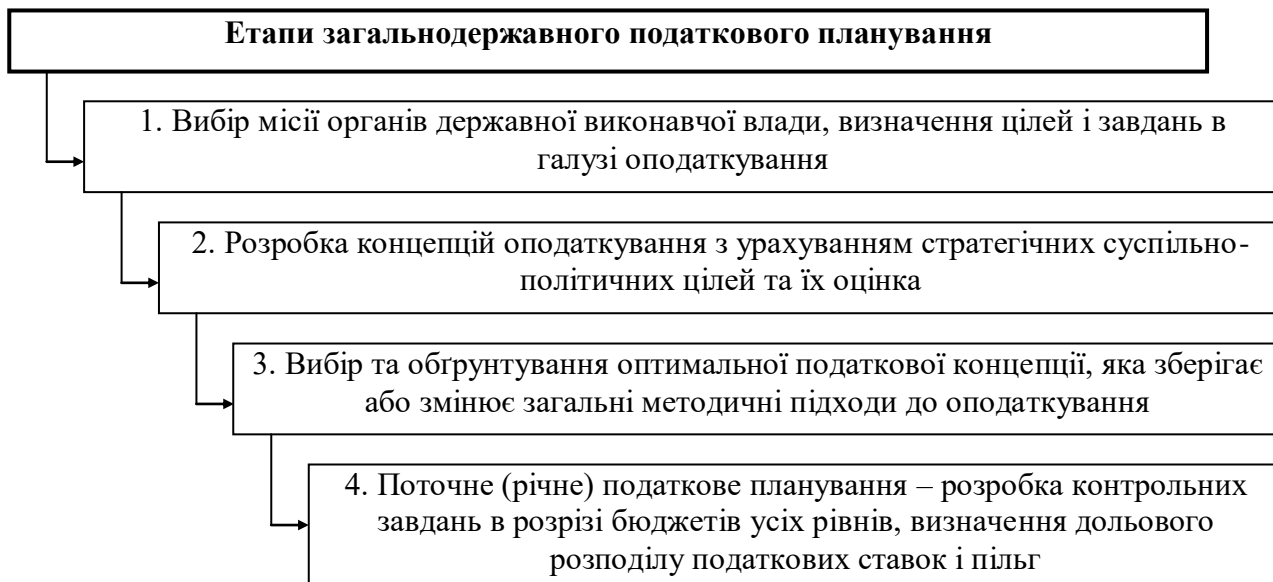 Етапи загальнодержавного податкового планування
1. Вибір місії органів державної виконавчої влади, визначення цілей і завдань в
галузі оподаткування
2. Розробка концепцій оподаткування з урахуванням стратегічних суспільно-
політичних цілей та їх оцінка
3. Вибір та обґрунтування оптимальної податкової концепції, яка зберігає
або змінює загальні методичні підходи до оподаткування
4. Поточне (річне) податкове планування – розробка контрольних
завдань в розрізі бюджетів усіх рівнів, визначення дольового
розподілу податкових ставок і пільг